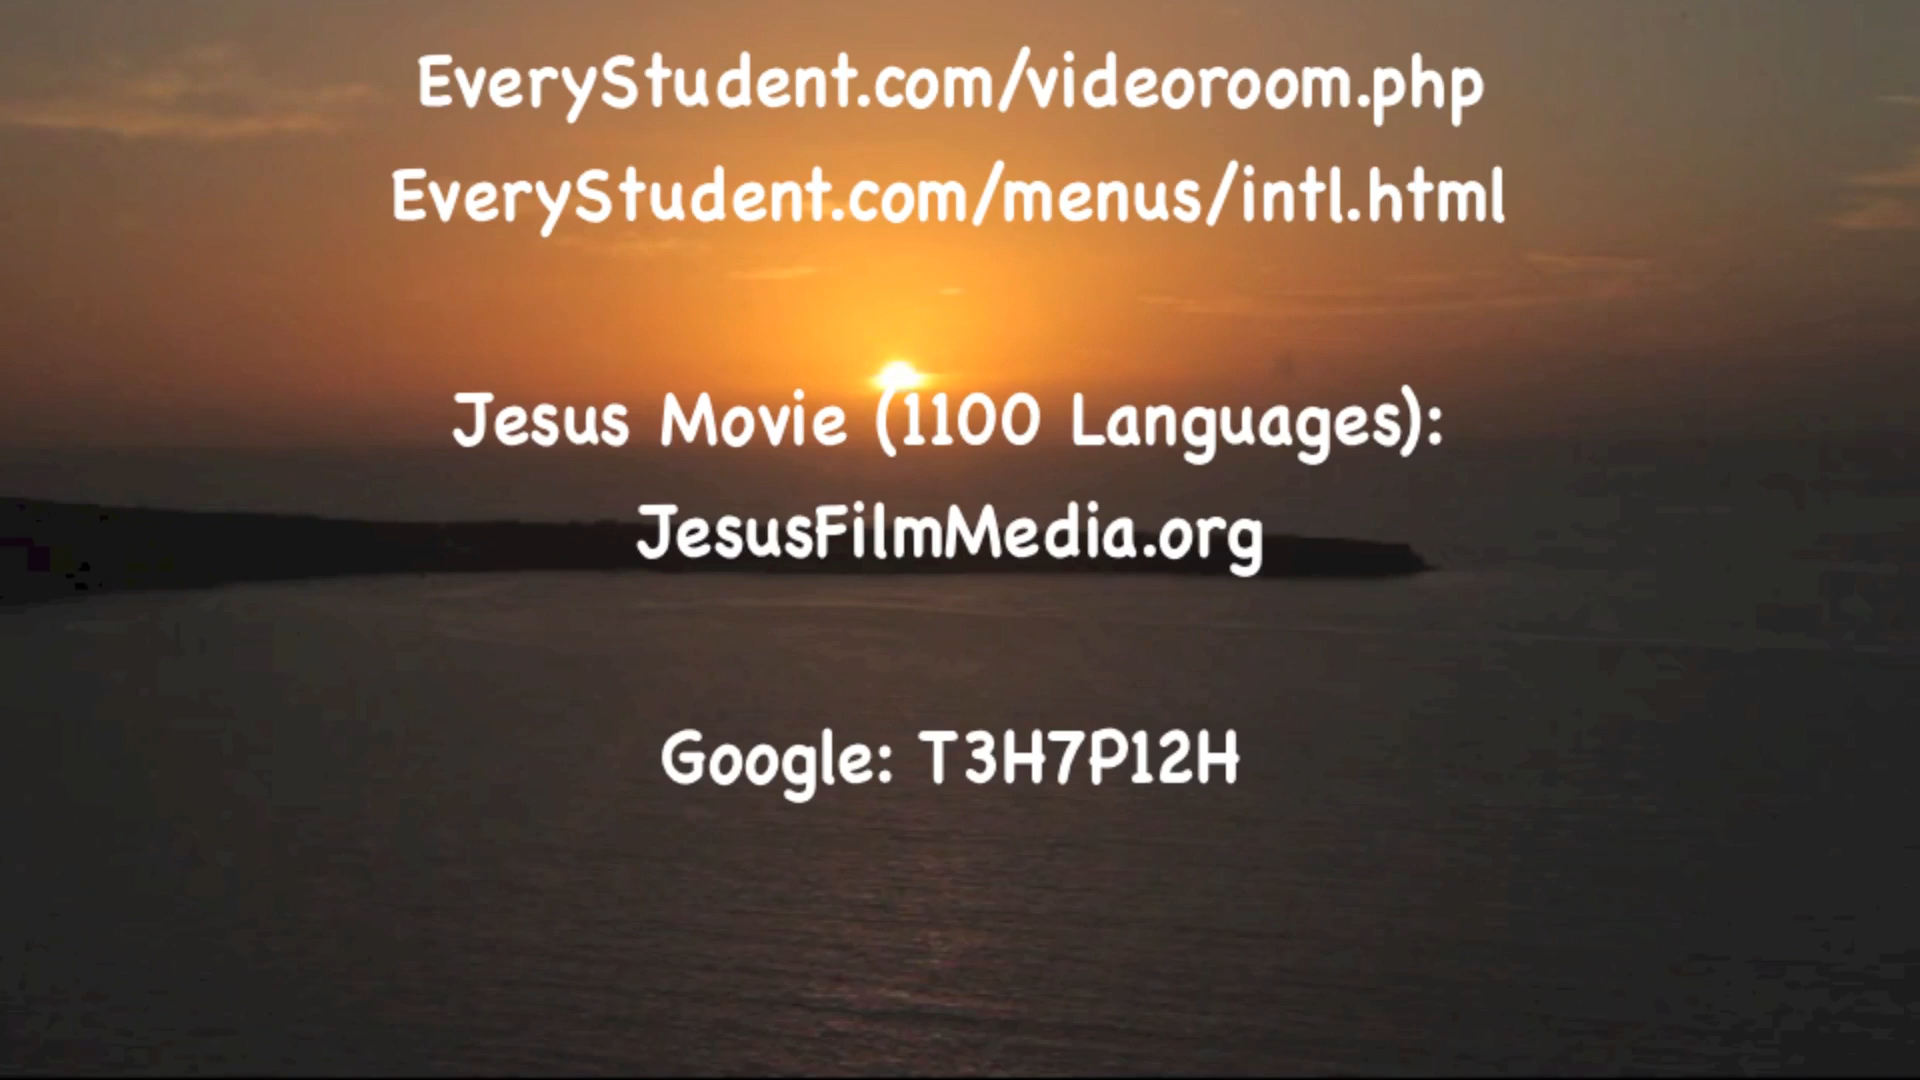 EveryStudent.com/videoroom.php
EveryStudent.com/menus/intl.html
Jesus Movie (1100 Languages):
JesusFilmMedia.org
Google: T3H7P12H